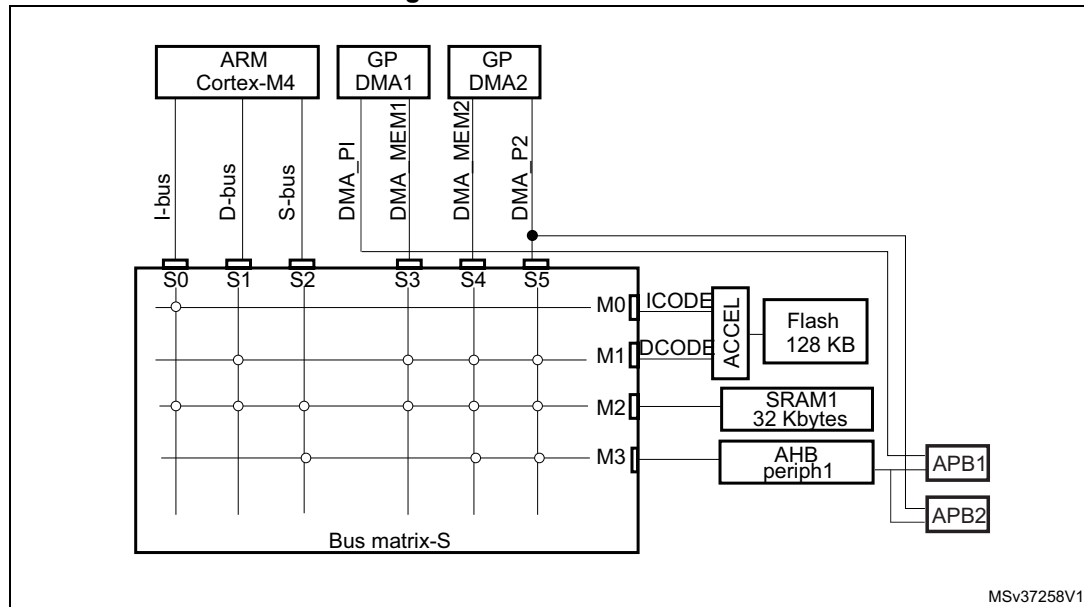 ARM
Cortex-M4
GP
DMA1
GP
DMA2
I-bus
D-bus
S-bus
DMA_PI
DMA_MEM1
DMA_MEM2
DMA_P2
S0
S1
S2
S3
S4
S5
M0
ICODE
M1
DCODE
ACCEL
Flash
128 KB
M2
SRAM1
32 Kbytes
M3
AHB
periph1
APB1
APB2
Bus matrix-S
MSv37258V1